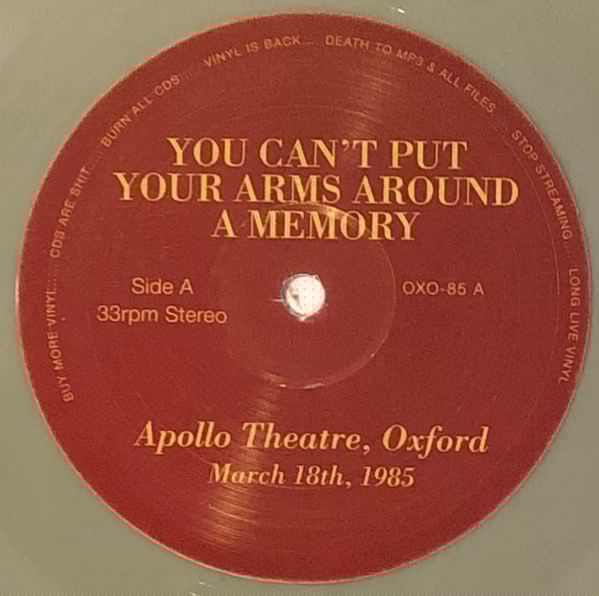 BUY MORE VINYL.... CDS ARE SHIT.... BURN ALL CDS.... VINYL IS BACK.... DEATH TO MP3 & ALL FILES.... STOP STREAMING.... LONG LIVE VINYL
YOU CAN'T PUT
YOUR ARMS AROUND
A MEMORY
Side A
33rpm Stereo
OXO-85 A
Apollo Theatre, Oxford
March 18th, 1985